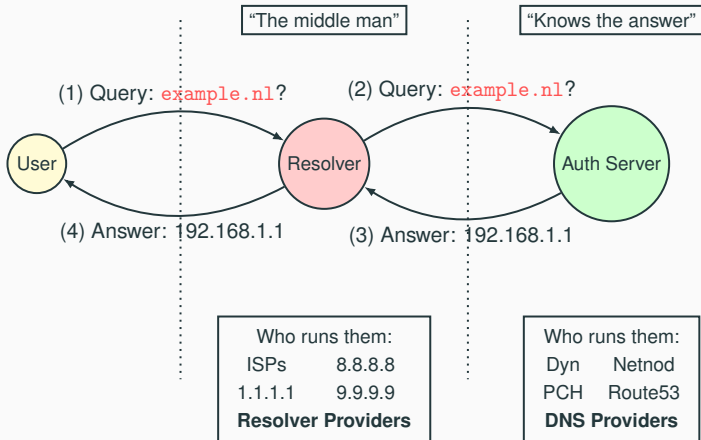 “The middle man”
“Knows the answer”
(1) Query: example.nl?
(2) Query: example.nl?
User
Resolver
Auth Server
(4) Answer: 192.168.1.1
(3) Answer: 192.168.1.1
Who runs them:
ISPs 8.8.8.8
1.1.1.1 9.9.9.9
Resolver Providers
Who runs them:
Dyn Netnod
PCH Route53
DNS Providers